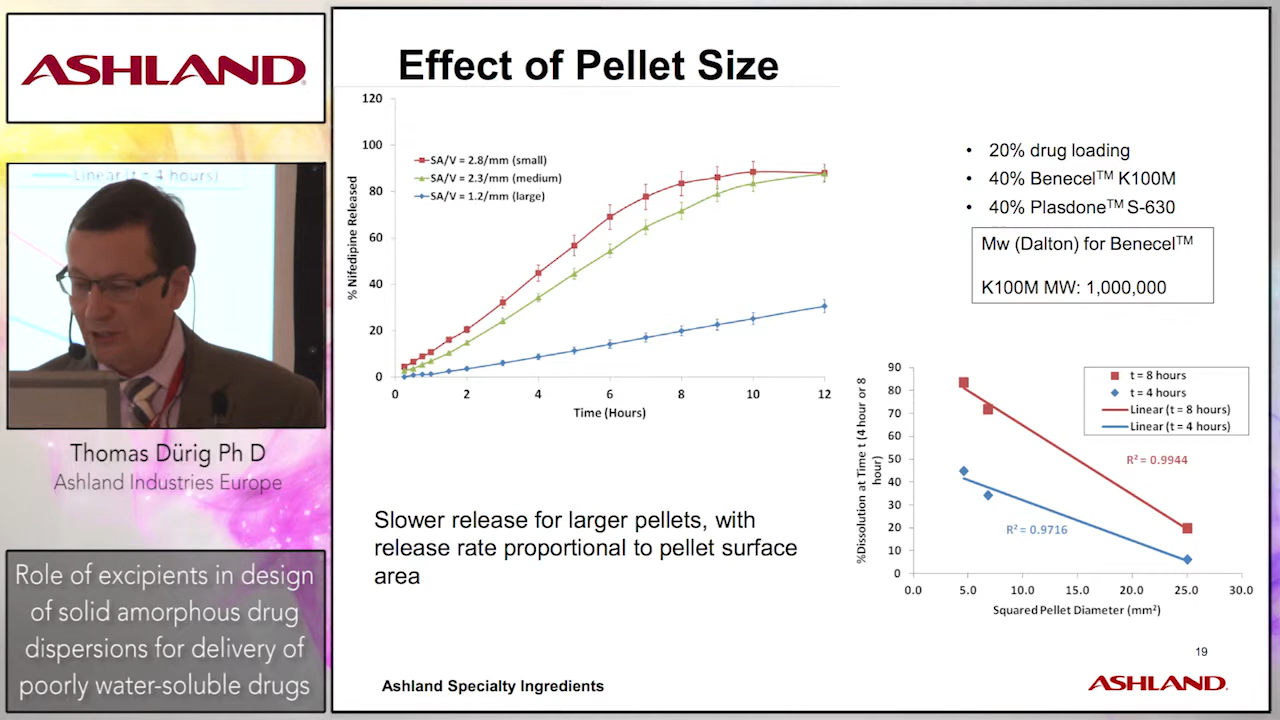 ASHLAND®
Linear (t = 4 hours)
Thomas Dürig Ph D
Ashland Industries Europe
Role of excipients in design
of solid amorphous drug
dispersions for delivery of
poorly water-soluble drugs
Effect of Pellet Size
120
100
80
60
40
20
0
% Nifedipine Released
SA/V = 2.8/mm (small)
SA/V = 2.3/mm (medium)
SA/V = 1.2/mm (large)
0 2 4 6 8 10 12
Time (Hours)
• 20% drug loading
• 40% Benecel™ K100M
• 40% Plasdone™ S-630
Mw (Dalton) for Benecel™
K100M MW: 1,000,000
90
80
70
60
50
40
30
20
10
0
%Dissolution at Time t (4 hour or 8
hour)
t = 8 hours
t = 4 hours
Linear (t = 8 hours)
Linear (t = 4 hours)
R² = 0.9944
R² = 0.9716
0.0 5.0 10.0 15.0 20.0 25.0 30.0
Squared Pellet Diameter (mm²)
Slower release for larger pellets, with
release rate proportional to pellet surface
area
19
Ashland Specialty Ingredients
ASHLAND.